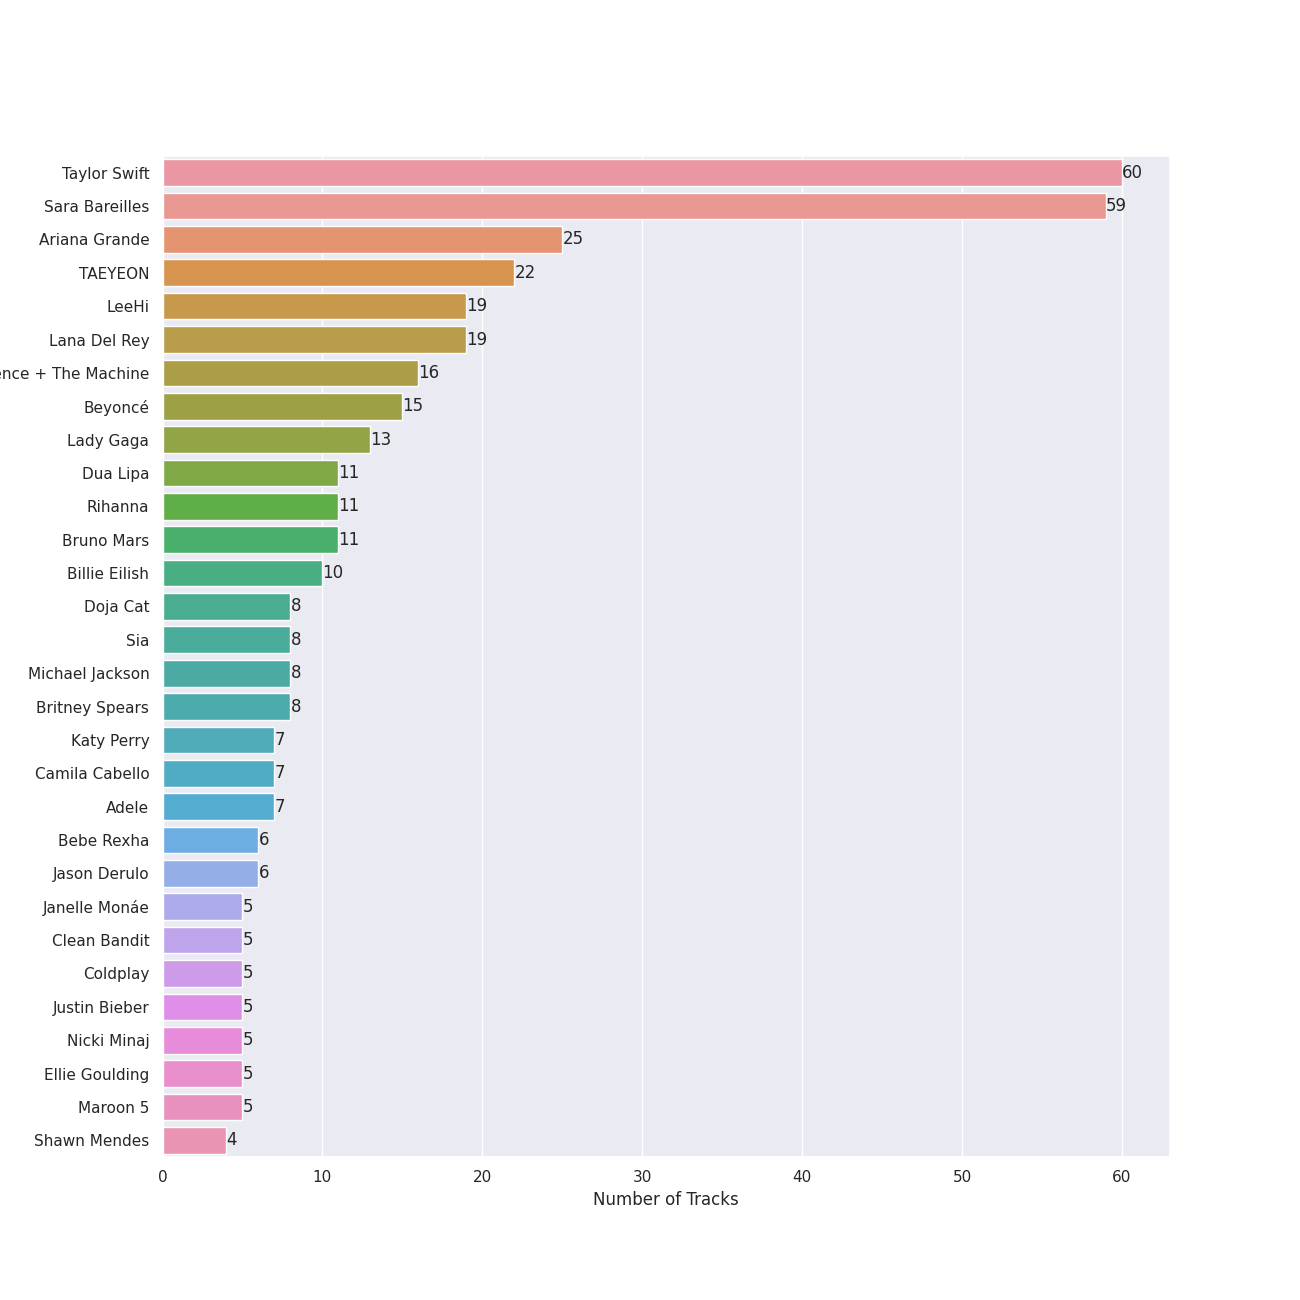 Taylor Swift 60
Sara Bareilles 59
Ariana Grande 25
TAEYEON 22
LeeHi 19
Lana Del Rey 19
+ The Machine 16
Beyoncé 15
Lady Gaga 13
Dua Lipa 11
Rihanna 11
Bruno Mars 11
Billie Eilish 10
Doja Cat 8
Sia 8
Michael Jackson 8
Britney Spears 8
Katy Perry 7
Camila Cabello 7
Adele 7
Bebe Rexha 6
Jason Derulo 6
Janelle Monáe 5
Clean Bandit 5
Coldplay 5
Justin Bieber 5
Nicki Minaj 5
Ellie Goulding 5
Maroon 5 5
Shawn Mendes 4
0 10 20 30 40 50 60
Number of Tracks